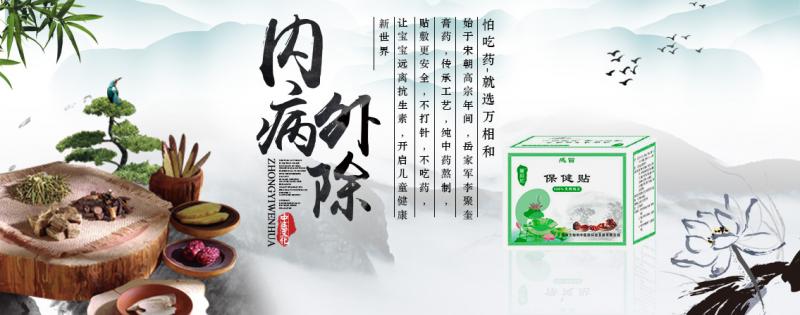 内病外除
ZHONGYIWENHUA
怕吃药-就选万相和
始于宋朝高宗年间，岳家军李聚奎
膏药，传承工艺，纯中药熬制，
贴敷更安全，不打针，不吃药，
让宝宝远离抗生素，开启儿童健康
新世界
保健贴